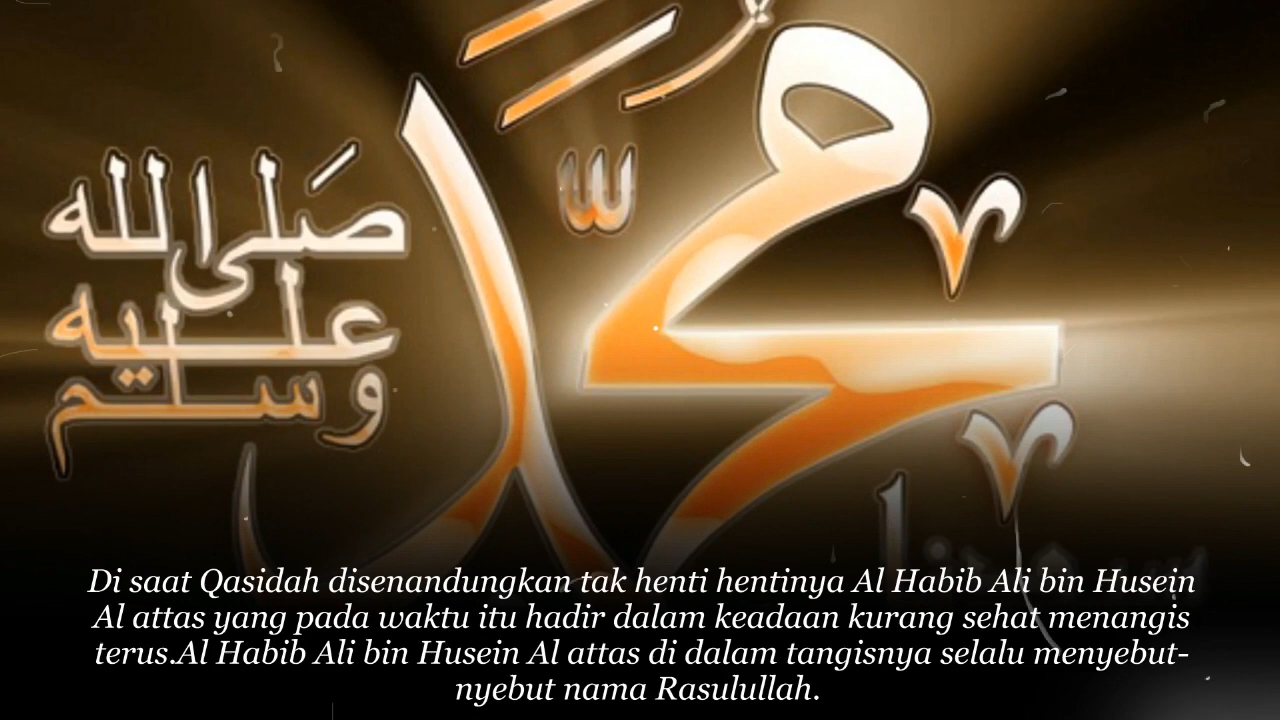 محمد
صلى الله
عليه
وسلم
Di saat Qasidah disenandungkan tak henti hentinya Al Habib Ali bin Husein
Al attas yang pada waktu itu hadir dalam keadaan kurang sehat menangis
terus.Al Habib Ali bin Husein Al attas di dalam tangisnya selalu menyebut-
nyebut nama Rasulullah.